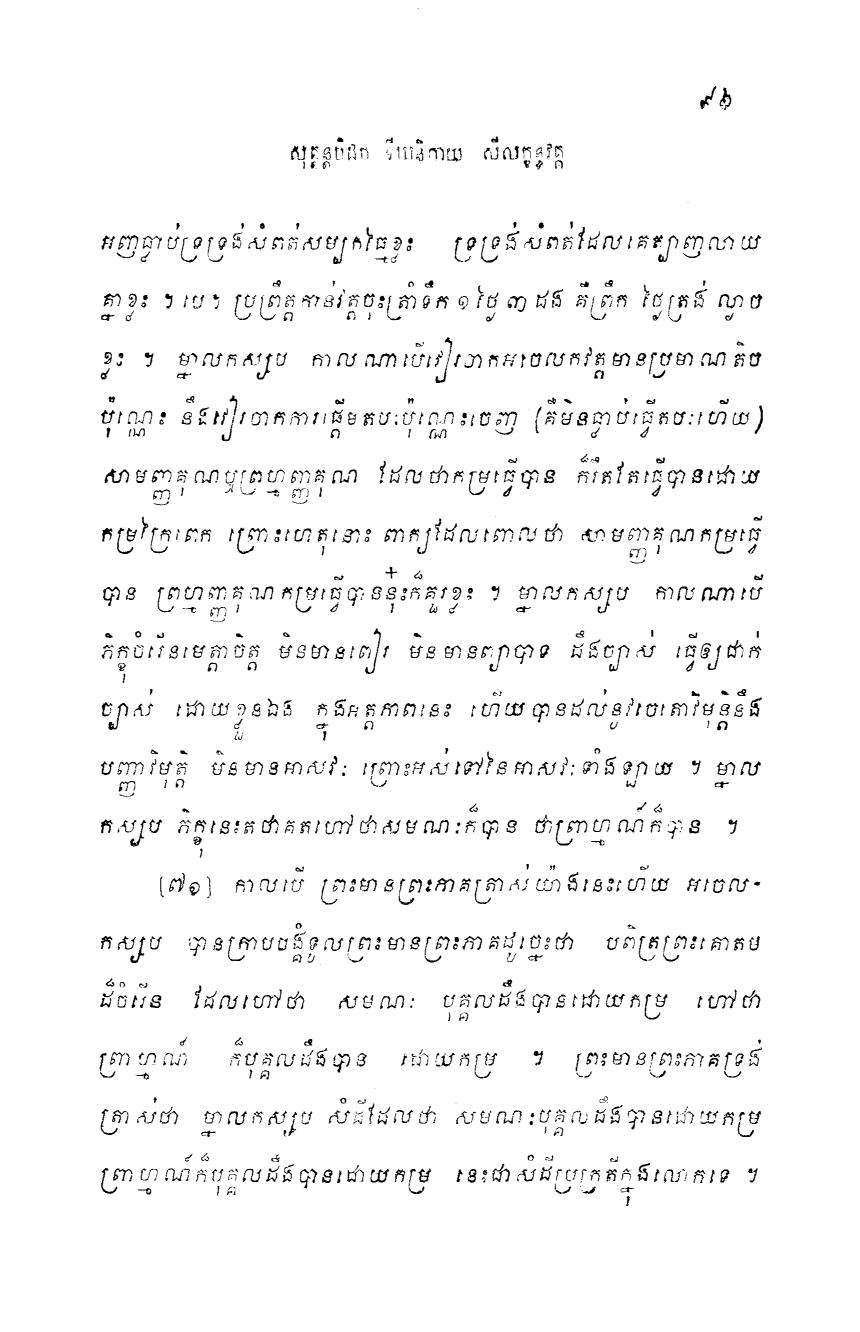 ៩៦
សុត្តន្តបិដក ទីឃនិកាយ សីលក្ខន្ធវគ្គ
អញធ្លាប់ទ្រទ្រង់សំពត់សម្បកឆ្មៃខ្លះ ទ្រទ្រង់សំពត់ដែលគេត្បាញលាយ
គ្នាខ្លះ ។ បេ ។ ប្រព្រឹត្តកាន់វត្តចុះត្រាំទឹក ១ ថ្ងៃ ៣ ដង គឺព្រឹក ថ្ងៃត្រង់ ល្ងាច
ខ្លះ ។ ម្នាលកស្សប កាលណាបើវៀរចាកអចេលកវត្តមានប្រមាណតិច
ប៉ុណ្ណេះ នឹងវៀរចាកការផ្តើមតបៈប៉ុណ្ណេះចេញ (គឺមិនធ្លាប់ធ្វើតបៈហើយ)
សាមញ្ញគុណឬព្រហ្មញ្ញគុណ ដែលថាកម្រធ្វើបាន ក៏រឹតតែធ្វើបានដោយ
កម្រក្រៃពេក ព្រោះហេតុនោះ ពាក្យដែលពោលថា សាមញ្ញគុណកម្រធ្វើ
បាន ព្រហ្មញ្ញគុណកម្រធ្វើបាននុ៎ះក៏គួរខ្លះ ។ ម្នាលកស្សប កាលណាបើ
ភិក្ខុចំរើនមេត្តាចិត្ត មិនមានពៀរ មិនមានព្យាបាទ ដឹងច្បាស់ ធ្វើឲ្យជាក់
ច្បាស់ ដោយខ្លួនឯង ក្នុងអត្តភាពនេះ ហើយបានដល់នូវចេតោវិមុត្តិនឹង
បញ្ញាវិមុត្តិ មិនមានអាសវៈ ព្រោះអស់ទៅនៃអាសវៈទាំងឡាយ ។ ម្នាល
កស្សប ភិក្ខុនេះតថាគតហៅថាសមណៈក៏បាន ថាព្រាហ្មណ៍ក៏បាន ។
[៧១] កាលបើ ព្រះមានព្រះភាគត្រាស់យ៉ាងនេះហើយ អចេល-
កស្សប បានក្រាបបង្គំទូលព្រះមានព្រះភាគដូច្នេះថា បពិត្រព្រះគោតម
ដ៏ចំរើន ដែលហៅថា សមណៈ បុគ្គលដឹងបានដោយកម្រ ហៅថា
ព្រាហ្មណ៍ ក៏បុគ្គលដឹងបាន ដោយកម្រ ។ ព្រះមានព្រះភាគទ្រង់
ត្រាស់ថា ម្នាលកស្សប សំដីដែលថា សមណៈបុគ្គលដឹងបានដោយកម្រ
ព្រាហ្មណ៍ក៏បុគ្គលដឹងបានដោយកម្រ នេះជាសំដីប្រក្រតីក្នុងលោកទេ ។